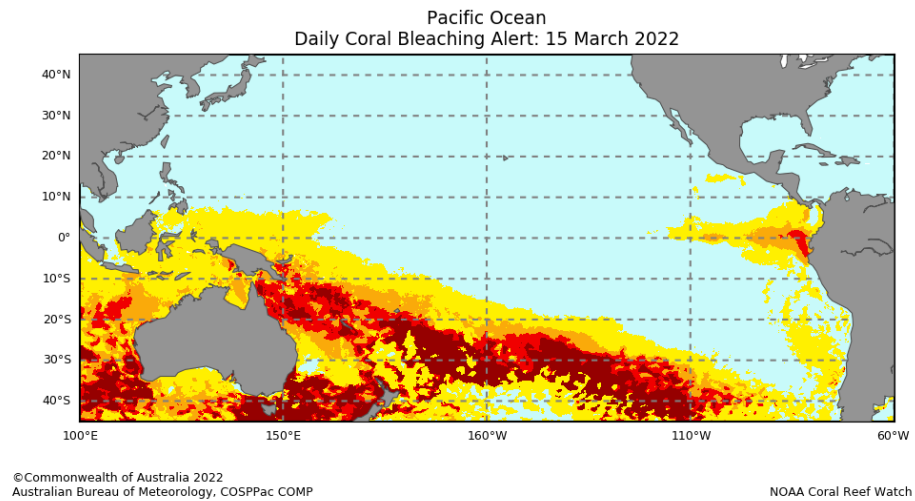 Pacific Ocean
Daily Coral Bleaching Alert: 15 March 2022
40°N
30°N
20°N
10°N
0°
10°S
20°S
30°S
40°S
100°E 150°E 160°W 110°W 60°W
©Commonwealth of Australia 2022
Australian Bureau of Meteorology, COSPPac COMP NOAA Coral Reef Watch